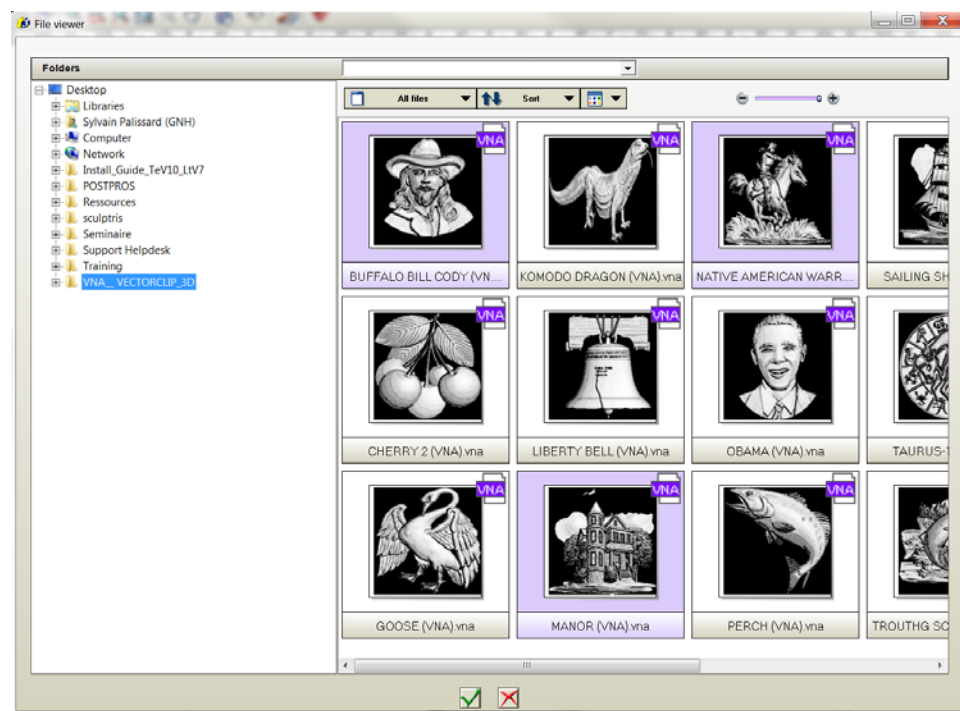 File viewer
Folders
Desktop
Libraries
Sylvain Palissard (GNH)
Computer
Network
Install_Guide_TeV10_LtV7
POSTPROS
Ressources
sculptris
Seminaire
Support Helpdesk
Training
VNA__ VECTORCLIP_3D
All files Sort
VNA VNA VNA
BUFFALO BILL CODY (VN.... KOMODO DRAGON (VNA).vna NATIVE AMERICAN WARR... SAILING SH
VNA VNA VNA
CHERRY 2 (VNA).vna LIBERTY BELL (VNA).vna OBAMA (VNA).vna TAURUS-1
VNA VNA VNA
GOOSE (VNA).vna MANOR (VNA).vna PERCH (VNA).vna TROUTHG SC